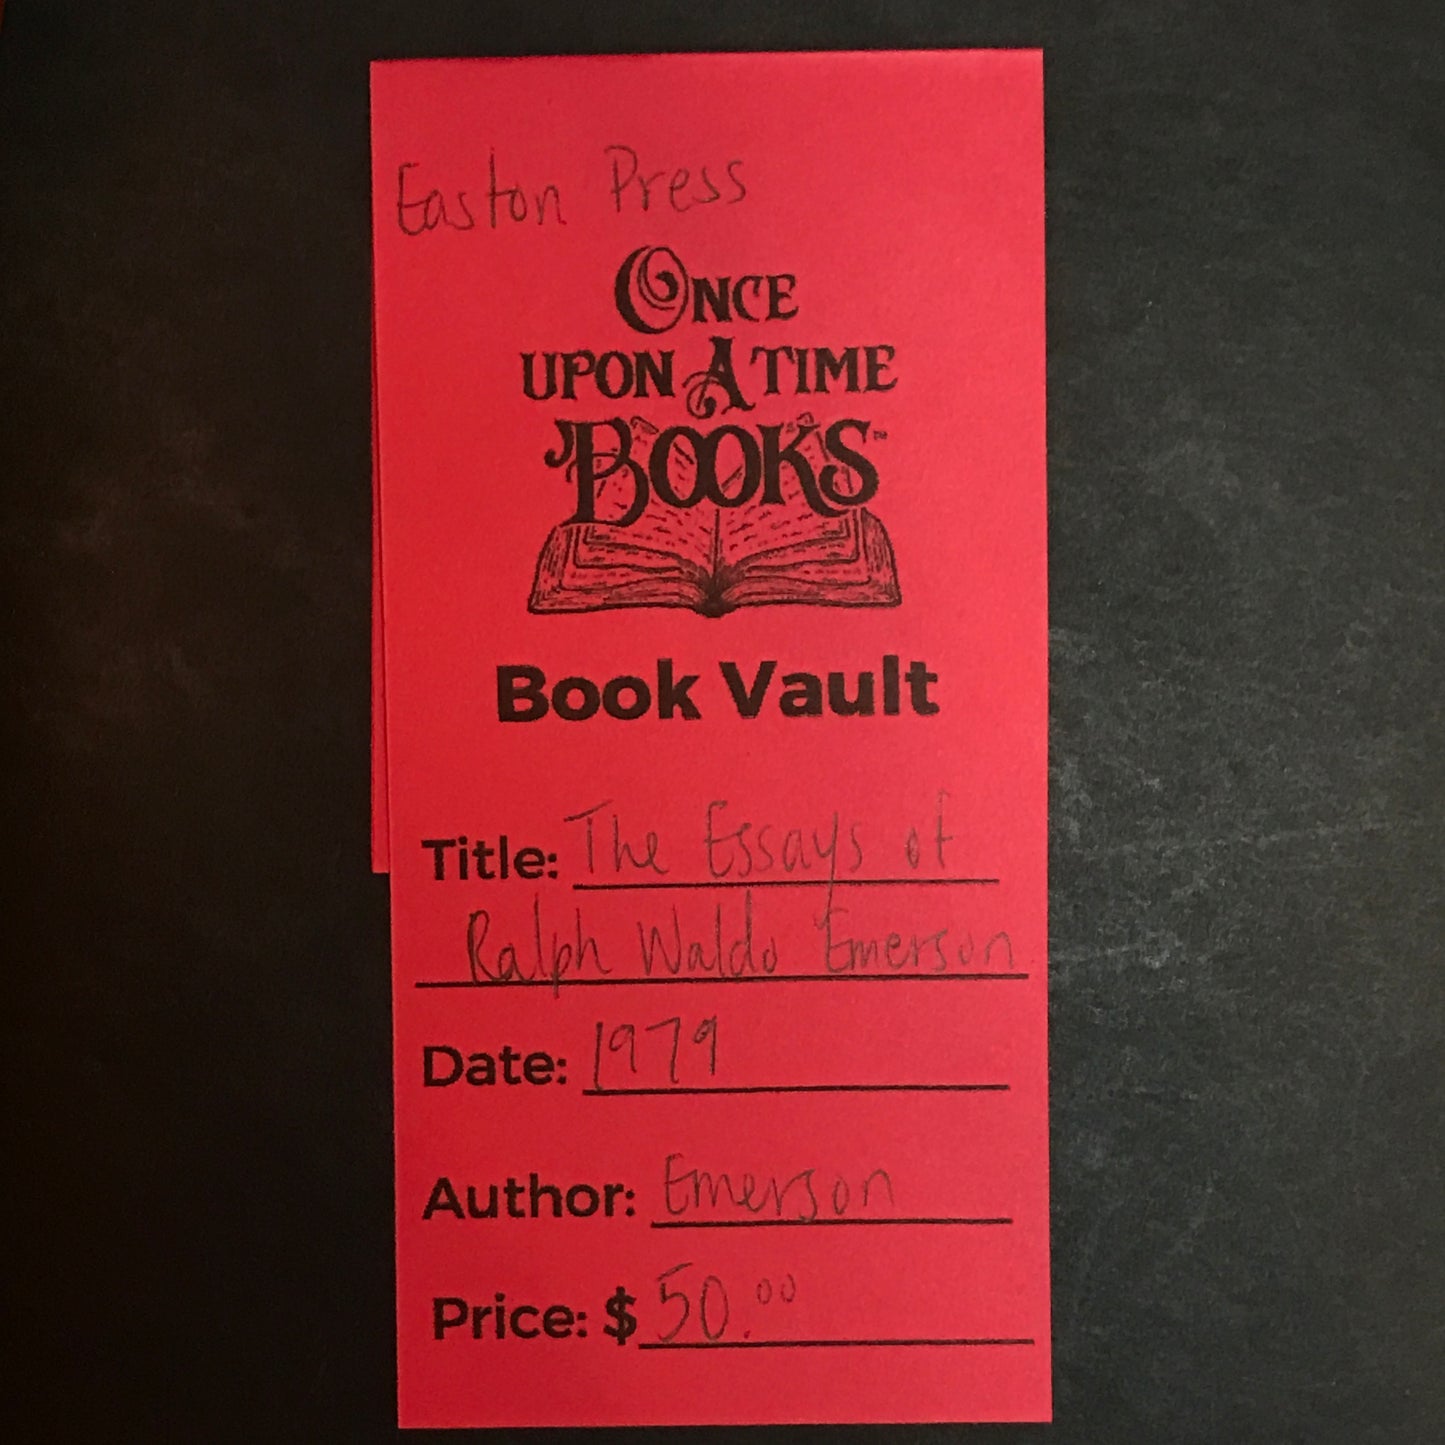 Easton Press
ONCE
UPON A TIME
BOOKS™
Book Vault
Title: The Essays of
Ralph Waldo Emerson
Date: 1979
Author: Emerson
Price: $50.00